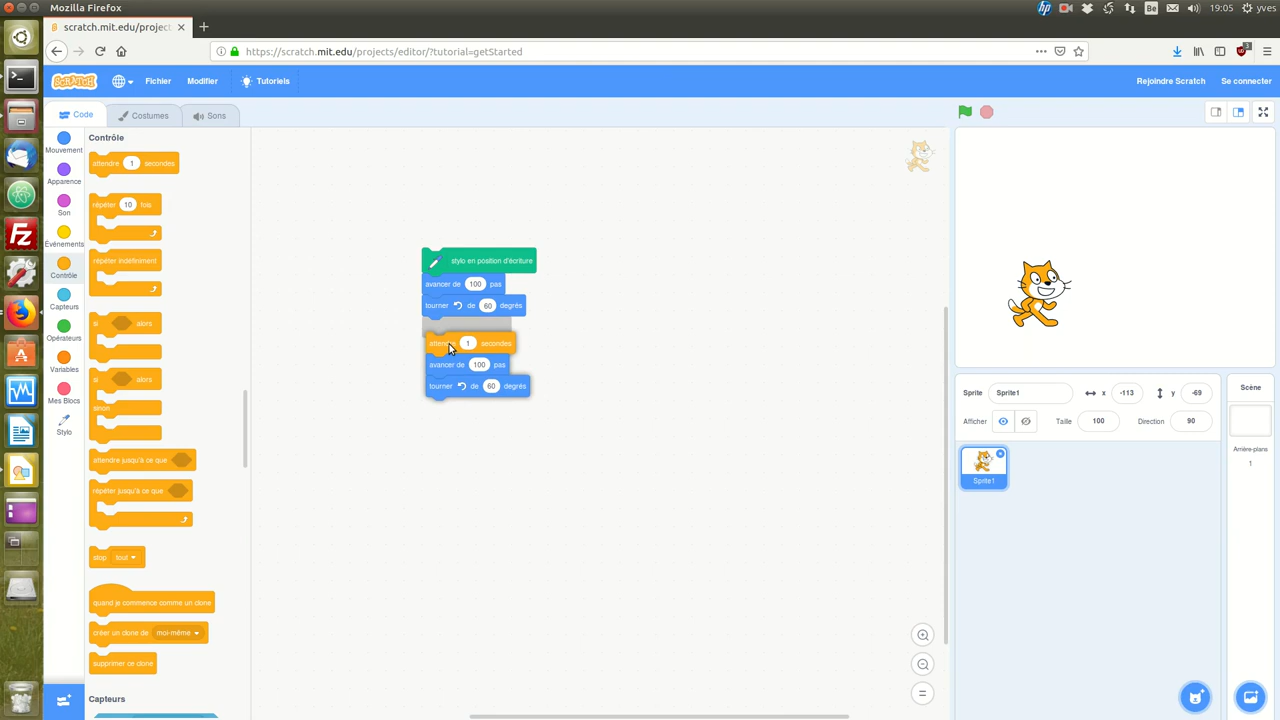 Mozilla Firefox
Be
19:05
yves
scratch.mit.edu/project
https://scratch.mit.edu/projects/editor/?tutorial=getStarted
SCRATCH
Fichier
Modifier
Tutoriels
Rejoindre Scratch
Se connecter
Code
Costumes
Sons
Mouvement
Apparence
Son
Événements
Contrôle
Capteurs
Opérateurs
Variables
Mes Blocs
Stylo
Contrôle
attendre 1 secondes
répéter 10 fois
répéter indéfiniment
si alors
si alors
sinon
attendre jusqu'à ce que
répéter jusqu'à ce que
stop tout
quand je commence comme un clone
créer un clone de moi-même
supprimer ce clone
Capteurs
stylo en position d'écriture
avancer de 100 pas
tourner de 60 degrés
attendre 1 secondes
avancer de 100 pas
tourner de 60 degrés
Sprite Sprite1 x -113 y -69
Afficher Taille 100 Direction 90
Sprite1
Scène
Arrière-plans
1